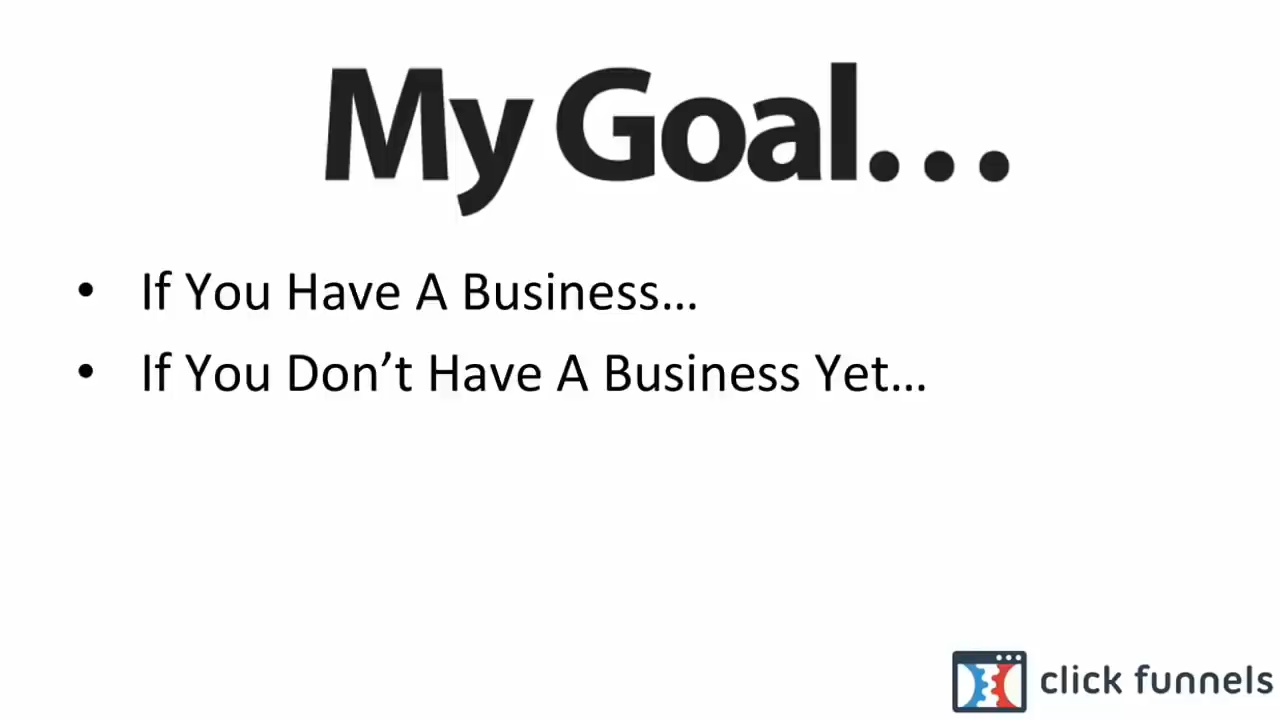 My Goal…
• If You Have A Business…
• If You Don’t Have A Business Yet…
click funnels